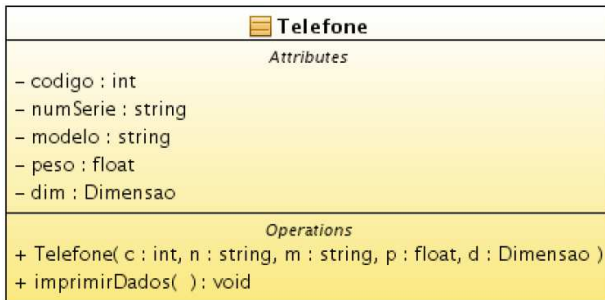 Telefone
Attributes
– codigo : int
– numSerie : string
– modelo : string
– peso : float
– dim : Dimensao
Operations
+ Telefone( c : int, n : string, m : string, p : float, d : Dimensao )
+ imprimirDados( ) : void